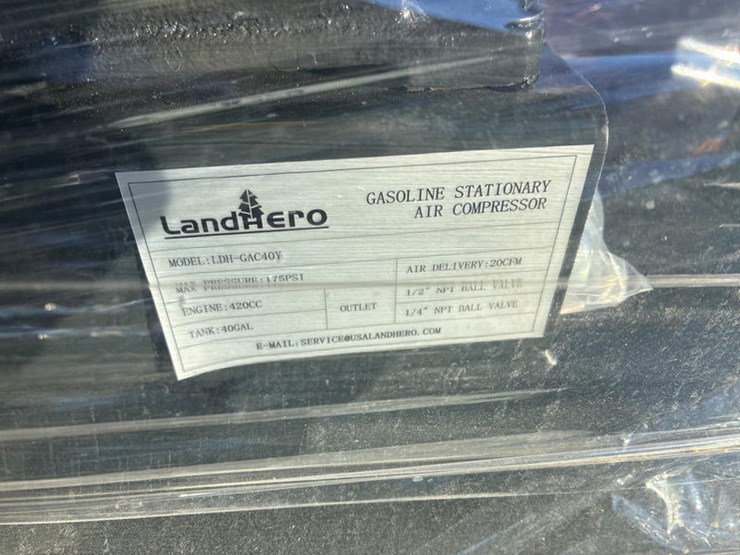 LandHero
GASOLINE STATIONARY
AIR COMPRESSOR
MODEL:LDH-GAC40Y
MAX PRESSURE:175PSI
ENGINE:420CC
TANK:40GAL
OUTLET
AIR DELIVERY:20CFM
1/2" NPT BALL VALVE
1/4" NPT BALL VALVE
E-MAIL:SERVICE@USALANDHERO.COM